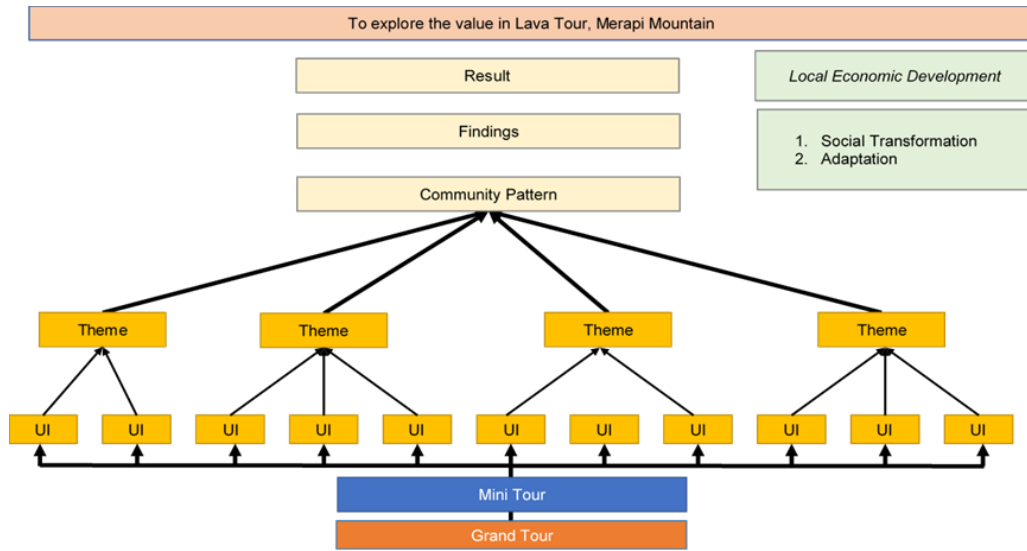 To explore the value in Lava Tour, Merapi Mountain
Result
Local Economic Development
Findings
1. Social Transformation
2. Adaptation
Community Pattern
Theme
Theme
Theme
Theme
UI
UI
UI
UI
UI
UI
UI
UI
UI
UI
UI
Mini Tour
Grand Tour